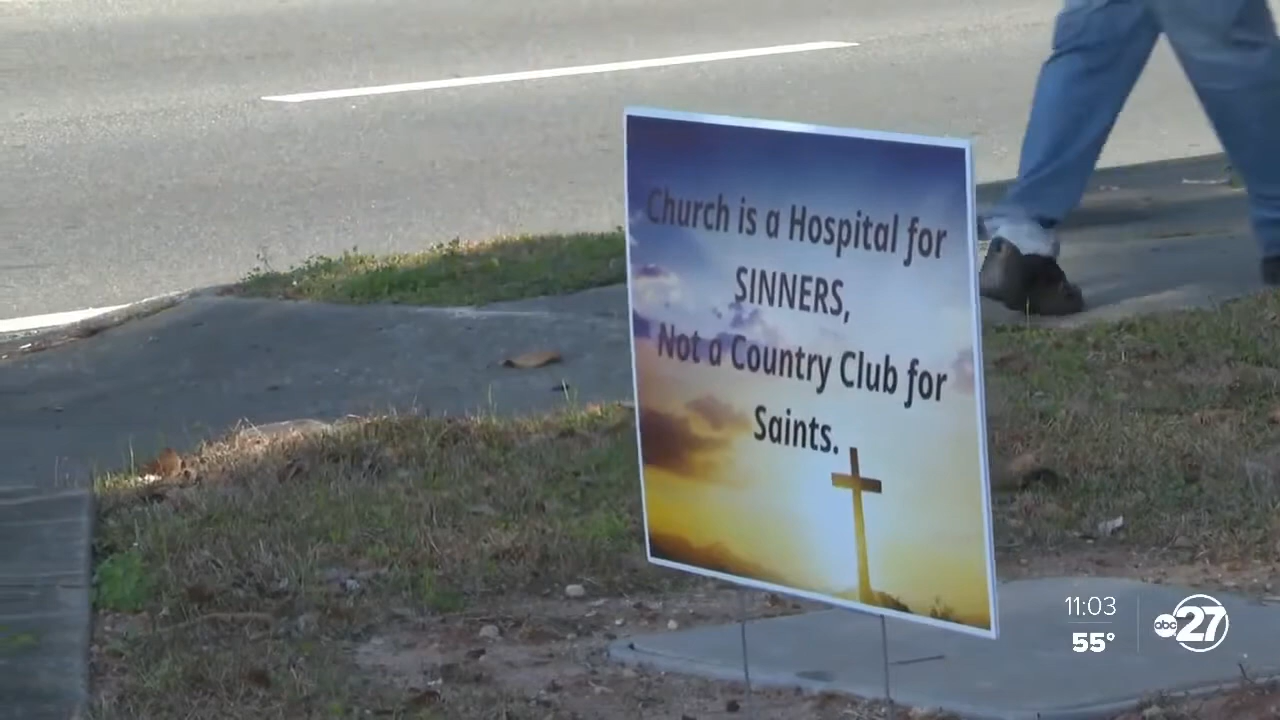 Church is a Hospital for
SINNERS,
Not a Country Club for
Saints.
11:03
55°
abc 27